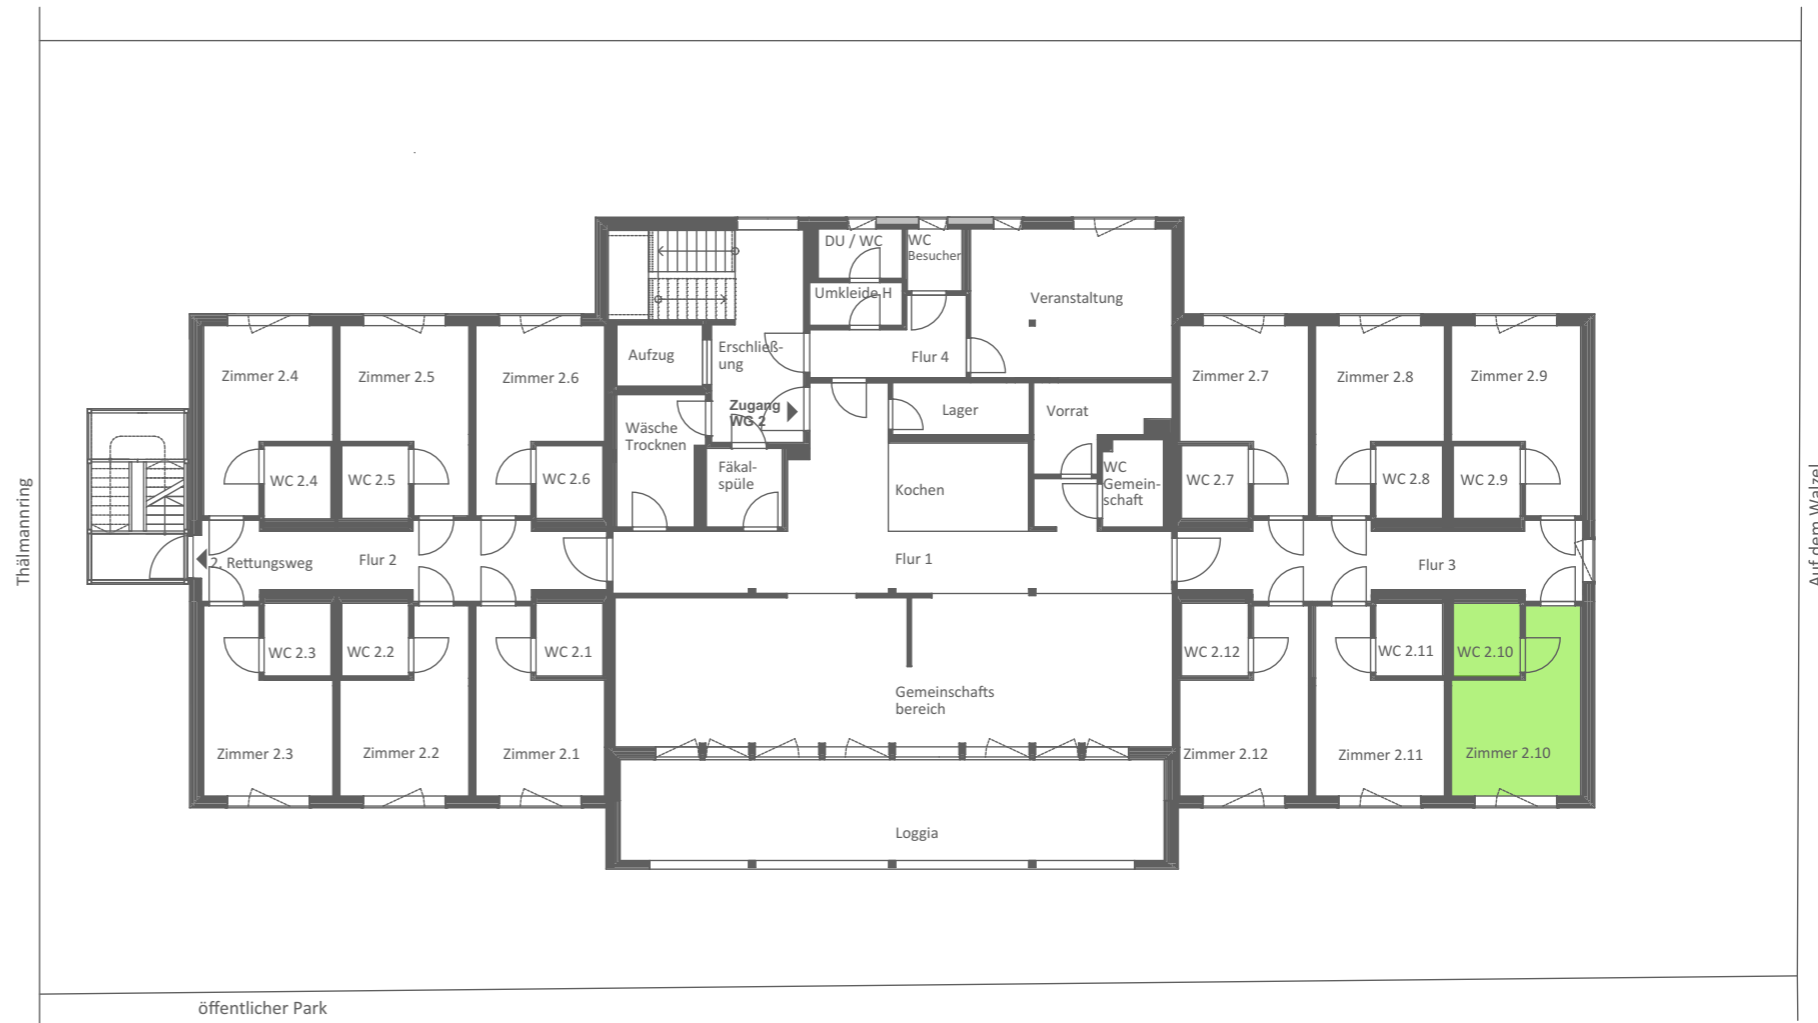 DU / WC
WC
Besucher
Umkleide H
Veranstaltung
Aufzug
Erschließ-
ung
Flur 4
Zimmer 2.4
Zimmer 2.5
Zimmer 2.6
Zimmer 2.7
Zimmer 2.8
Zimmer 2.9
Zugang
WG 2
Lager
Vorrat
Wäsche
Trocknen
Fäkal-
spüle
Kochen
WC
Gemein-
schaft
WC 2.4
WC 2.5
WC 2.6
WC 2.7
WC 2.8
WC 2.9
Thälmannring
2. Rettungsweg
Flur 2
Flur 1
Flur 3
Auf dem Walzel
WC 2.3
WC 2.2
WC 2.1
WC 2.12
WC 2.11
WC 2.10
Gemeinschafts
bereich
Zimmer 2.3
Zimmer 2.2
Zimmer 2.1
Zimmer 2.12
Zimmer 2.11
Zimmer 2.10
Loggia
öffentlicher Park